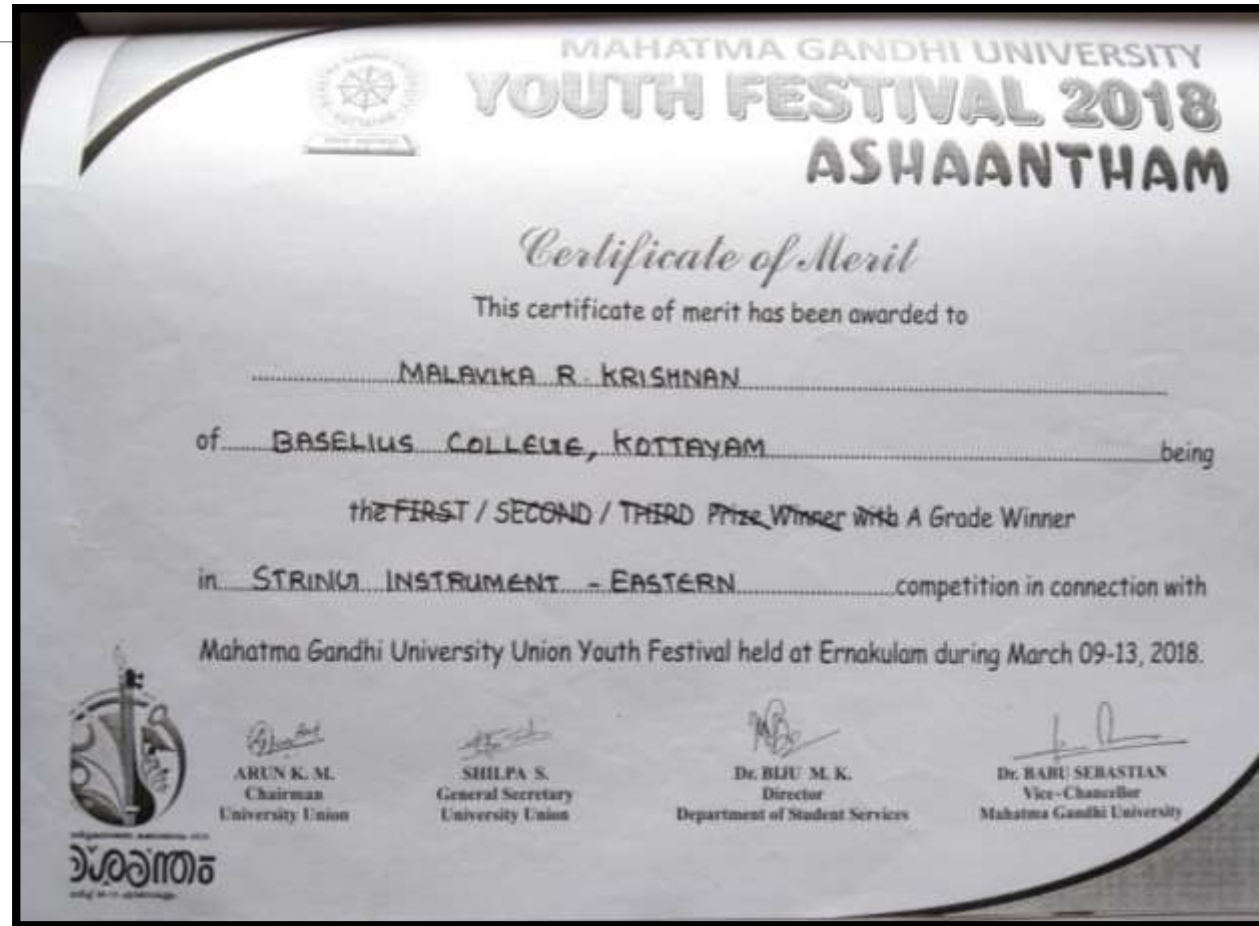 MAHATMA GANDHI UNIVERSITY
YOUTH FESTIVAL 2018
ASHAANTHAM
Certificate of Merit
This certificate of merit has been awarded to
MALAVIKA R. KRISHNAN
of BASELIUS COLLEGE, KOTTAYAM being
the FIRST / SECOND / THIRD Prize Winner with A Grade Winner
in STRING INSTRUMENT - EASTERN competition in connection with
Mahatma Gandhi University Union Youth Festival held at Ernakulam during March 09-13, 2018.
ARUN K. M.
Chairman
University Union
SHILPA S.
General Secretary
University Union
Dr. BIJU M. K.
Director
Department of Student Services
Dr. BABU SEBASTIAN
Vice-Chancellor
Mahatma Gandhi University